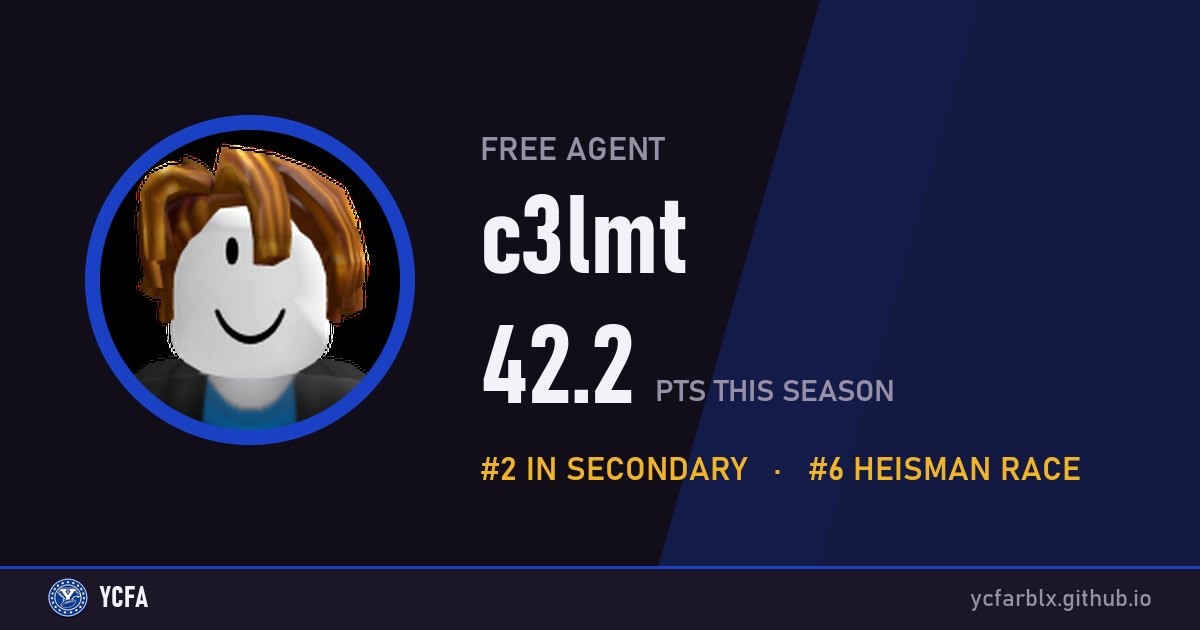 FREE AGENT
c3lmt
42.2 PTS THIS SEASON
#2 IN SECONDARY · #6 HEISMAN RACE
YCFA
ycfarblx.github.io